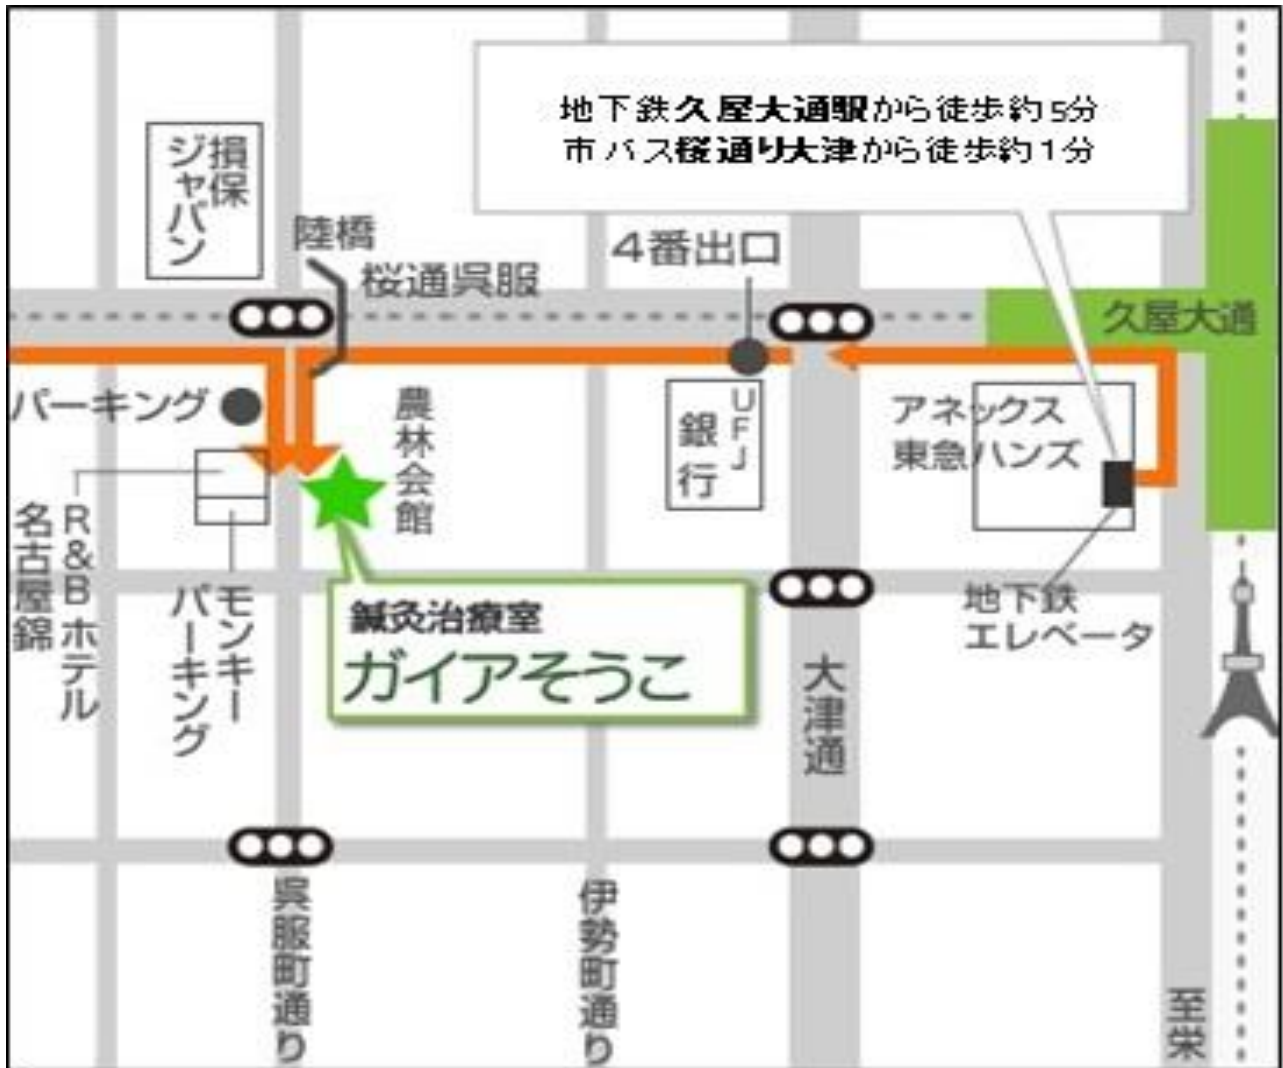 地下鉄久屋大通駅から徒歩約5分
市バス桜通り大津から徒歩約1分
損保
ジャパン
陸橋
桜通呉服
4番出口
久屋大通
パーキング
農林会館
UFJ
銀行
アネックス
東急ハンズ
R&Bホテル
名古屋錦
モンキー
パーキング
鍼灸治療室
ガイアそうこ
地下鉄
エレベータ
大津通
呉服町通り
伊勢町通り
至栄